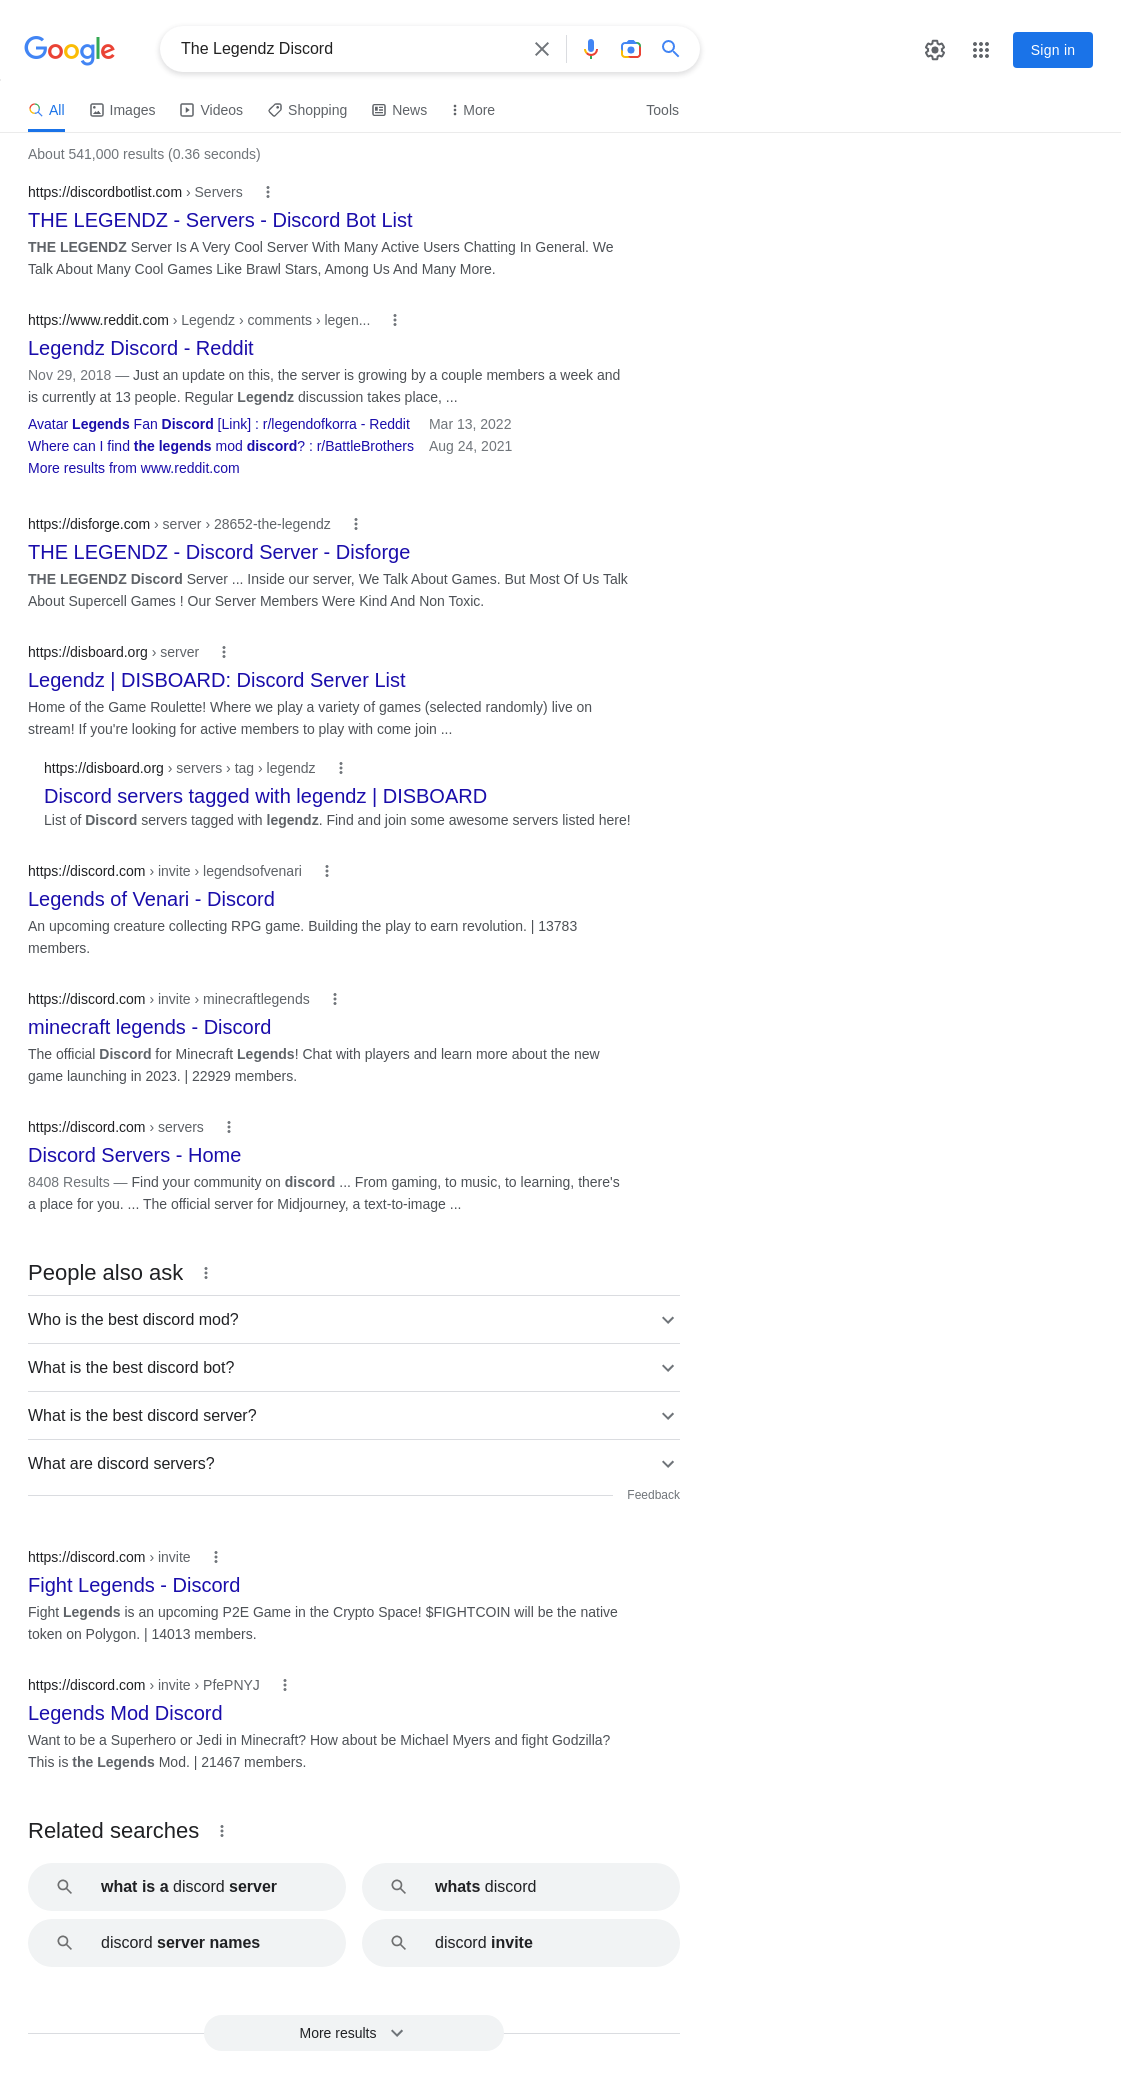 Google
The Legendz Discord
Sign in
All Images Videos Shopping News More Tools
About 541,000 results (0.36 seconds)
https://discordbotlist.com › Servers
THE LEGENDZ - Servers - Discord Bot List
THE LEGENDZ Server Is A Very Cool Server With Many Active Users Chatting In General. We
Talk About Many Cool Games Like Brawl Stars, Among Us And Many More.
https://www.reddit.com › Legendz › comments › legen...
Legendz Discord - Reddit
Nov 29, 2018 — Just an update on this, the server is growing by a couple members a week and
is currently at 13 people. Regular Legendz discussion takes place, ...
Avatar Legends Fan Discord [Link] : r/legendofkorra - Reddit Mar 13, 2022
Where can I find the legends mod discord? : r/BattleBrothers Aug 24, 2021
More results from www.reddit.com
https://disforge.com › server › 28652-the-legendz
THE LEGENDZ - Discord Server - Disforge
THE LEGENDZ Discord Server ... Inside our server, We Talk About Games. But Most Of Us Talk
About Supercell Games ! Our Server Members Were Kind And Non Toxic.
https://disboard.org › server
Legendz | DISBOARD: Discord Server List
Home of the Game Roulette! Where we play a variety of games (selected randomly) live on
stream! If you're looking for active members to play with come join ...
https://disboard.org › servers › tag › legendz
Discord servers tagged with legendz | DISBOARD
List of Discord servers tagged with legendz. Find and join some awesome servers listed here!
https://discord.com › invite › legendsofvenari
Legends of Venari - Discord
An upcoming creature collecting RPG game. Building the play to earn revolution. | 13783
members.
https://discord.com › invite › minecraftlegends
minecraft legends - Discord
The official Discord for Minecraft Legends! Chat with players and learn more about the new
game launching in 2023. | 22929 members.
https://discord.com › servers
Discord Servers - Home
8408 Results — Find your community on discord ... From gaming, to music, to learning, there's
a place for you. ... The official server for Midjourney, a text-to-image ...
People also ask
Who is the best discord mod?
What is the best discord bot?
What is the best discord server?
What are discord servers?
Feedback
https://discord.com › invite
Fight Legends - Discord
Fight Legends is an upcoming P2E Game in the Crypto Space! $FIGHTCOIN will be the native
token on Polygon. | 14013 members.
https://discord.com › invite › PfePNYJ
Legends Mod Discord
Want to be a Superhero or Jedi in Minecraft? How about be Michael Myers and fight Godzilla?
This is the Legends Mod. | 21467 members.
Related searches
what is a discord server
whats discord
discord server names
discord invite
More results